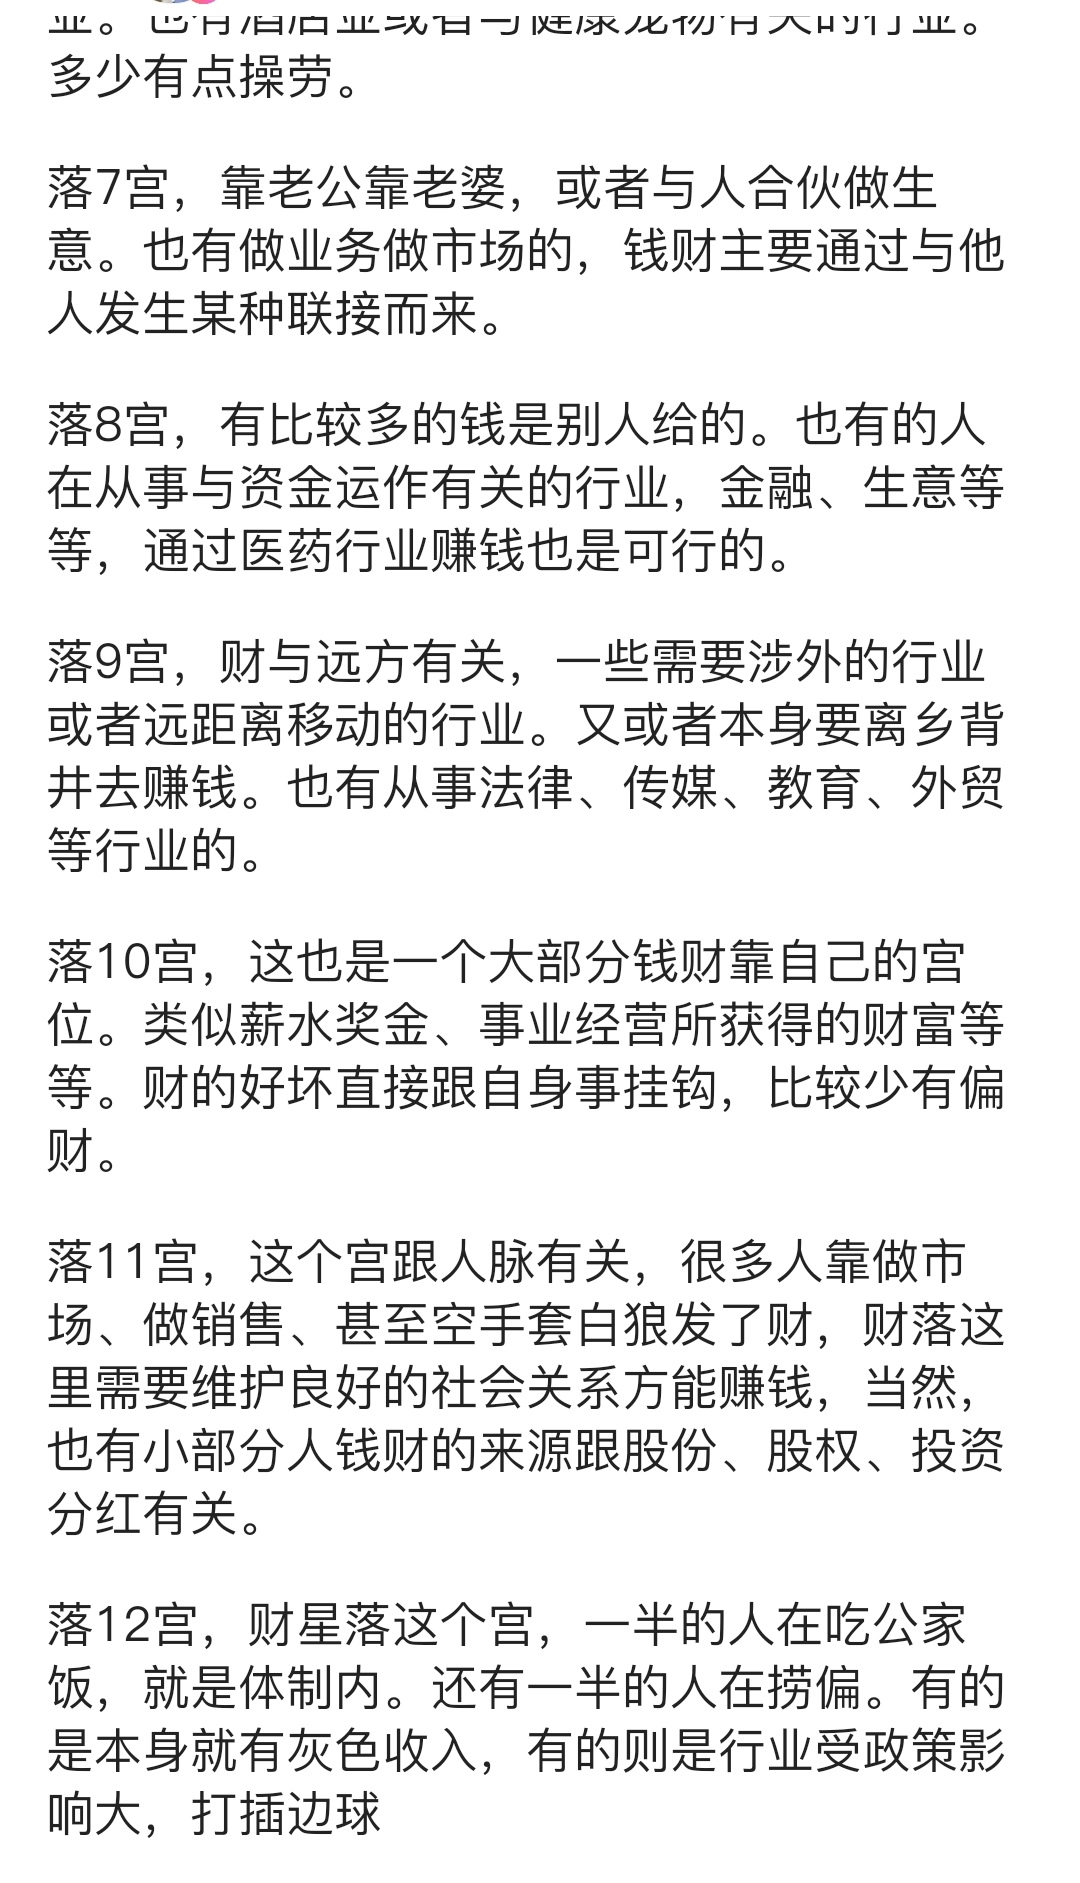 业。也有酒店业或者与健康宠物有关的行业。
多少有点操劳。
落7宫，靠老公靠老婆，或者与人合伙做生
意。也有做业务做市场的，钱财主要通过与他
人发生某种联接而来。
落8宫，有比较多的钱是别人给的。也有的人
在从事与资金运作有关的行业，金融、生意等
等，通过医药行业赚钱也是可行的。
落9宫，财与远方有关，一些需要涉外的行业
或者远距离移动的行业。又或者本身要离乡背
井去赚钱。也有从事法律、传媒、教育、外贸
等行业的。
落10宫，这也是一个大部分钱财靠自己的宫
位。类似薪水奖金、事业经营所获得的财富等
等。财的好坏直接跟自身事挂钩，比较少有偏
财。
落11宫，这个宫跟人脉有关，很多人靠做市
场、做销售、甚至空手套白狼发了财，财落这
里需要维护良好的社会关系方能赚钱，当然，
也有小部分人钱财的来源跟股份、股权、投资
分红有关。
落12宫，财星落这个宫，一半的人在吃公家
饭，就是体制内。还有一半的人在捞偏。有的
是本身就有灰色收入，有的则是行业受政策影
响大，打插边球